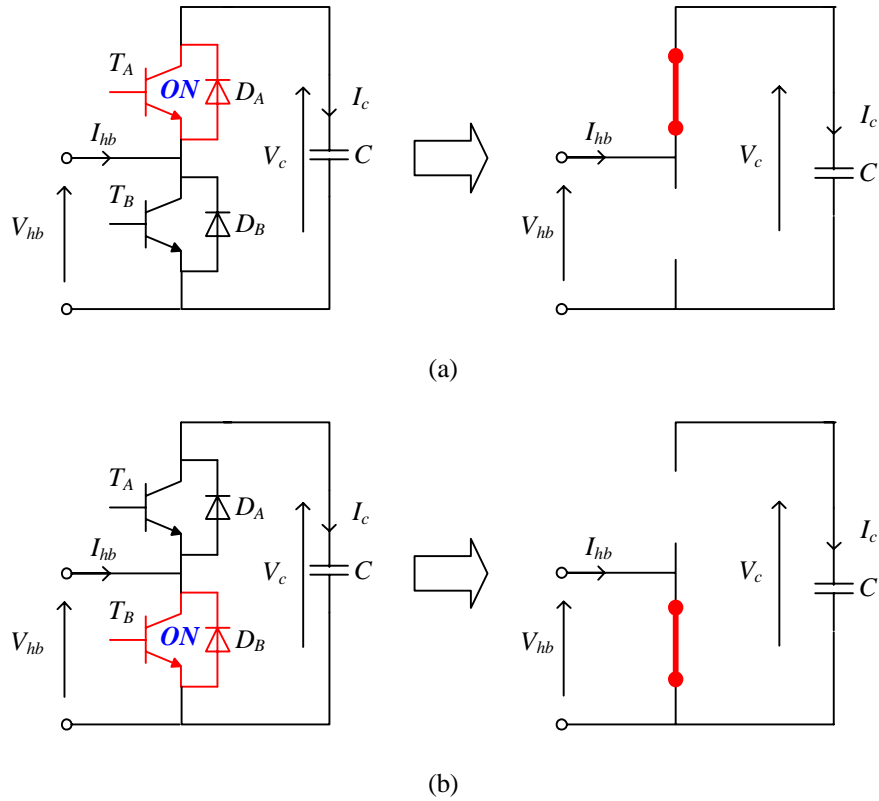 T_A ON D_A I_c
I_hb V_c C
T_B
V_hb D_B
I_c
I_hb V_c C
V_hb
(a)
T_A D_A I_c
I_hb V_c C
T_B
V_hb ON D_B
I_c
I_hb V_c C
V_hb
(b)